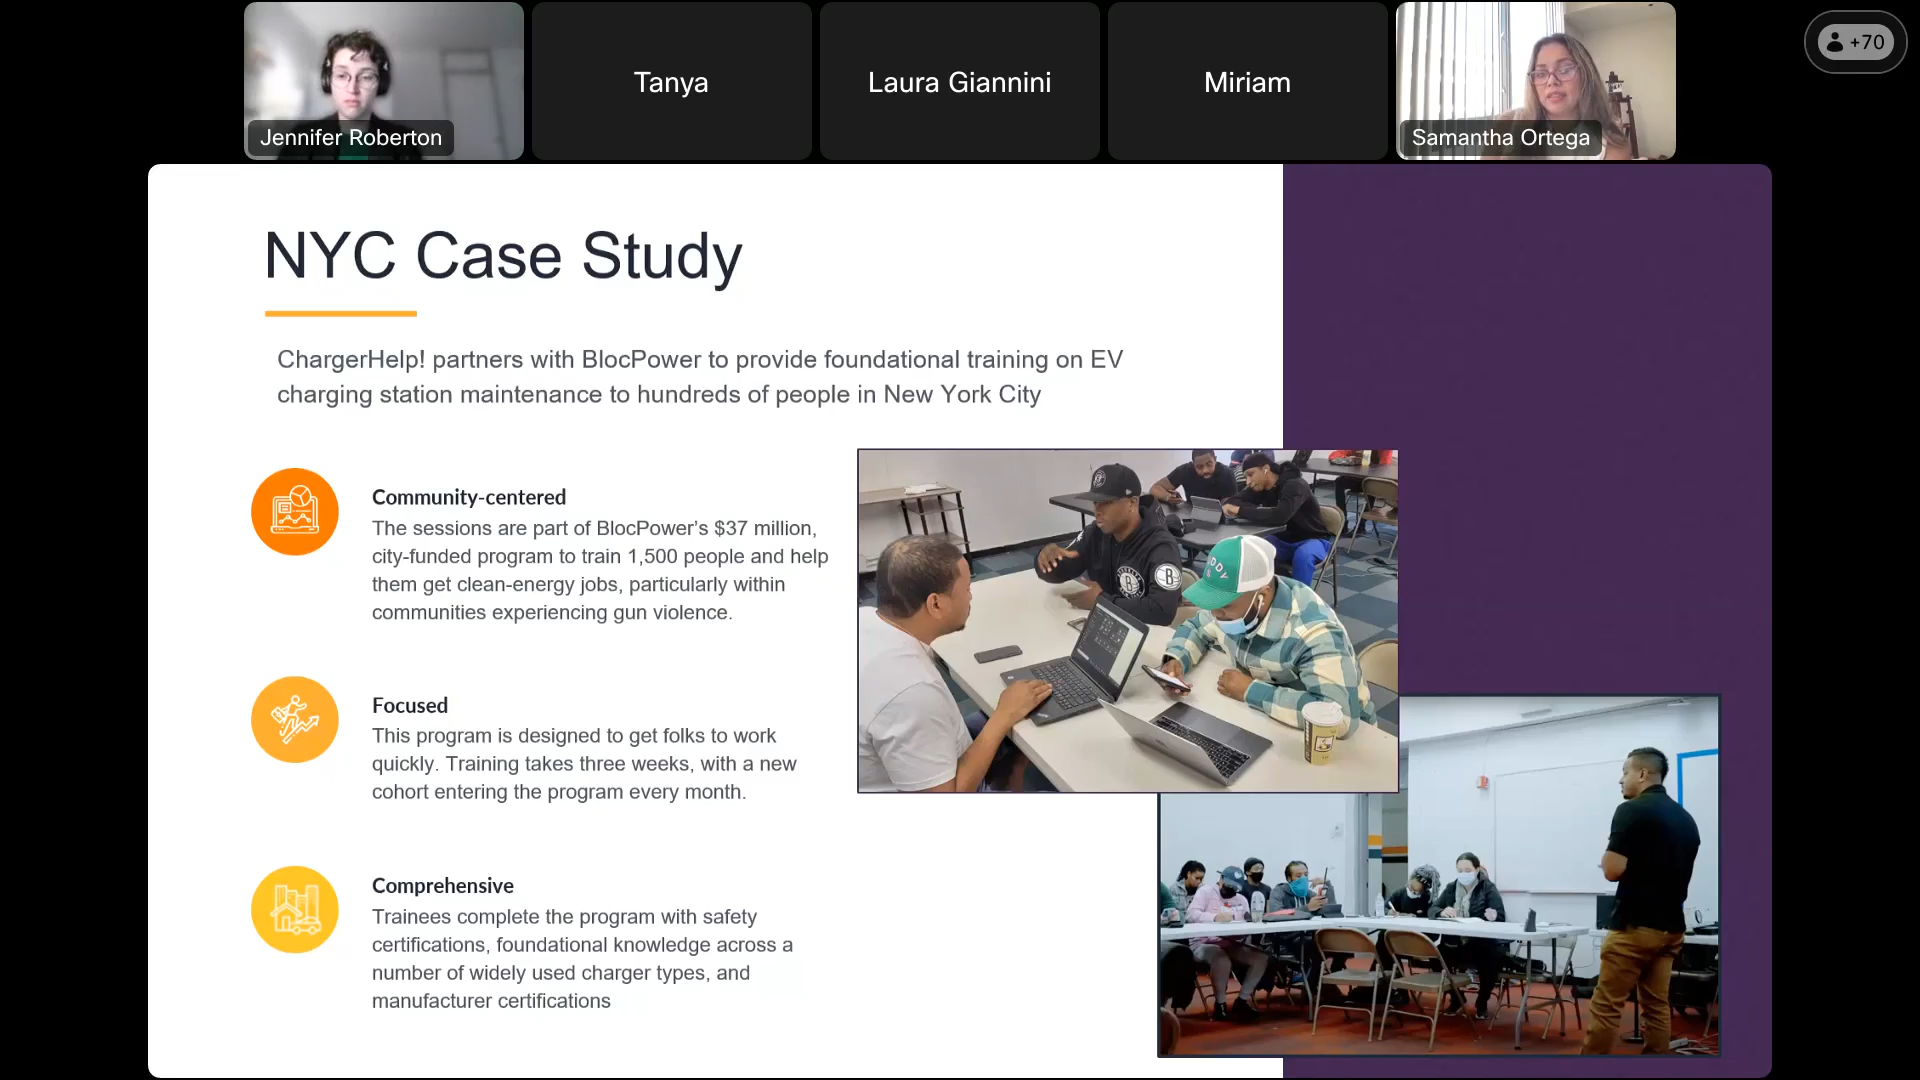 Jennifer Roberton
Tanya
Laura Giannini
Miriam
Samantha Ortega
+70
NYC Case Study
ChargerHelp! partners with BlocPower to provide foundational training on EV
charging station maintenance to hundreds of people in New York City
Community-centered
The sessions are part of BlocPower’s $37 million,
city-funded program to train 1,500 people and help
them get clean-energy jobs, particularly within
communities experiencing gun violence.
Focused
This program is designed to get folks to work
quickly. Training takes three weeks, with a new
cohort entering the program every month.
Comprehensive
Trainees complete the program with safety
certifications, foundational knowledge across a
number of widely used charger types, and
manufacturer certifications
B
B